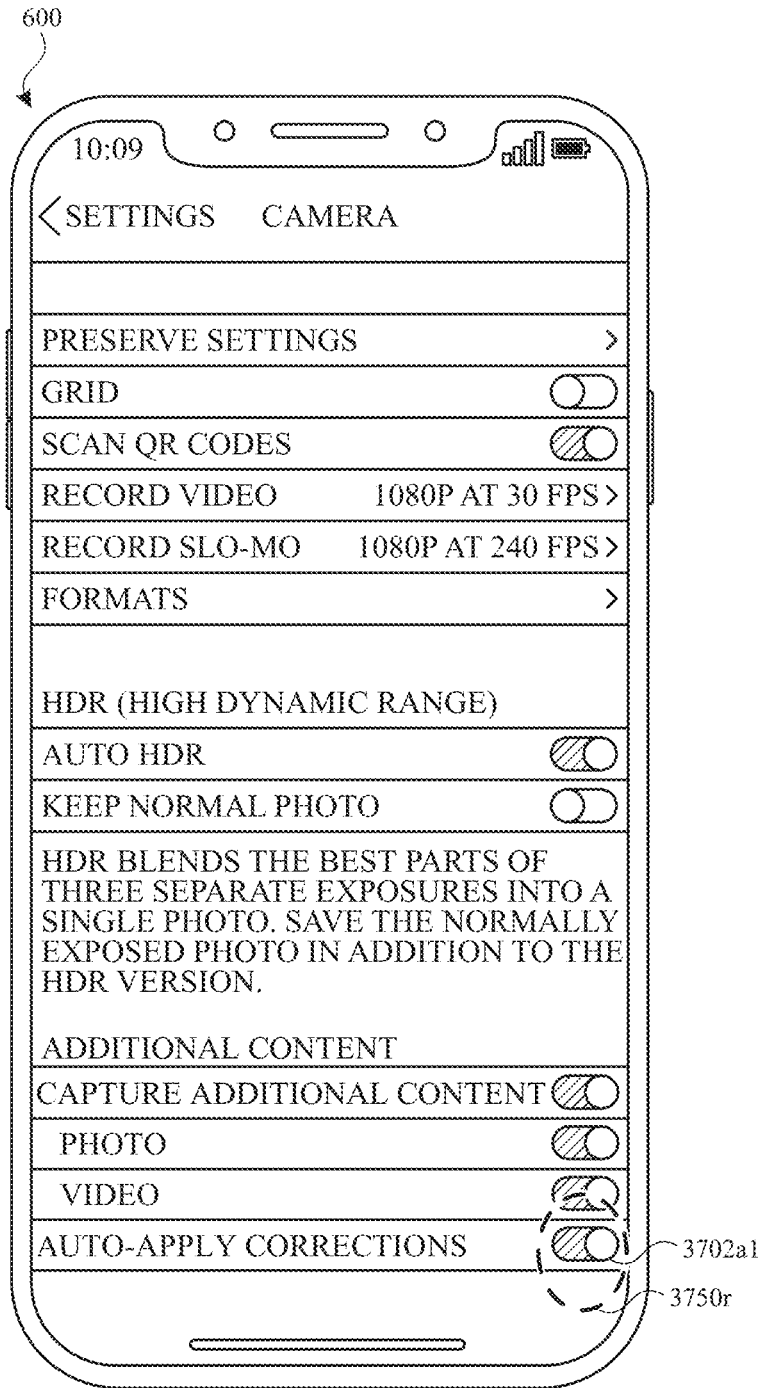 600
10:09
SETTINGS CAMERA
PRESERVE SETTINGS
GRID
SCAN QR CODES
RECORD VIDEO 1080P AT 30 FPS
RECORD SLO-MO 1080P AT 240 FPS
FORMATS
HDR (HIGH DYNAMIC RANGE)
AUTO HDR
KEEP NORMAL PHOTO
HDR BLENDS THE BEST PARTS OF
THREE SEPARATE EXPOSURES INTO A
SINGLE PHOTO. SAVE THE NORMALLY
EXPOSED PHOTO IN ADDITION TO THE
HDR VERSION.
ADDITIONAL CONTENT
CAPTURE ADDITIONAL CONTENT
PHOTO
VIDEO
AUTO-APPLY CORRECTIONS
3702a1
3750r